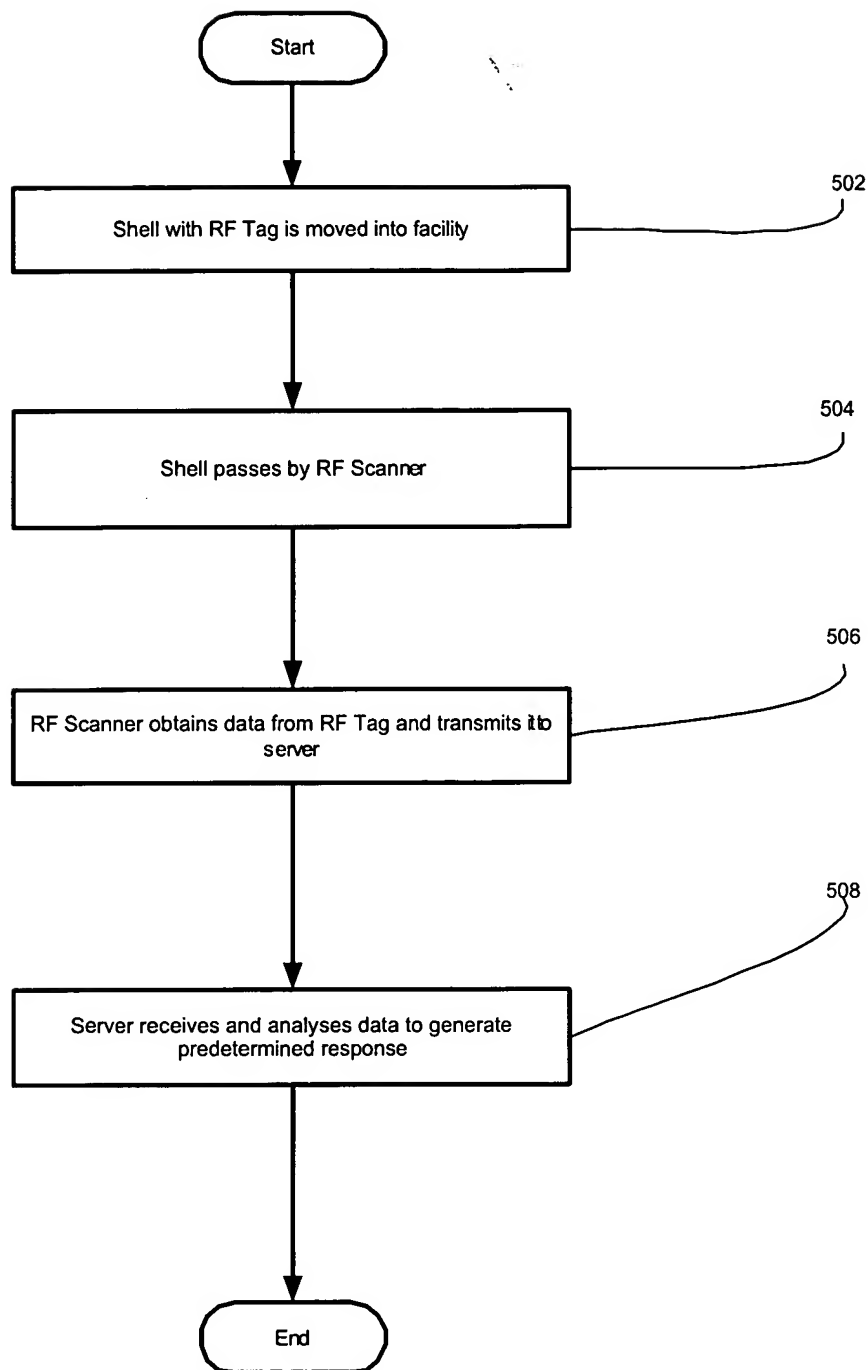 Start
502
Shell with RF Tag is moved into facility
504
Shell passes by RF Scanner
506
RF Scanner obtains data from RF Tag and transmits it to
server
508
Server receives and analyses data to generate
predetermined response
End